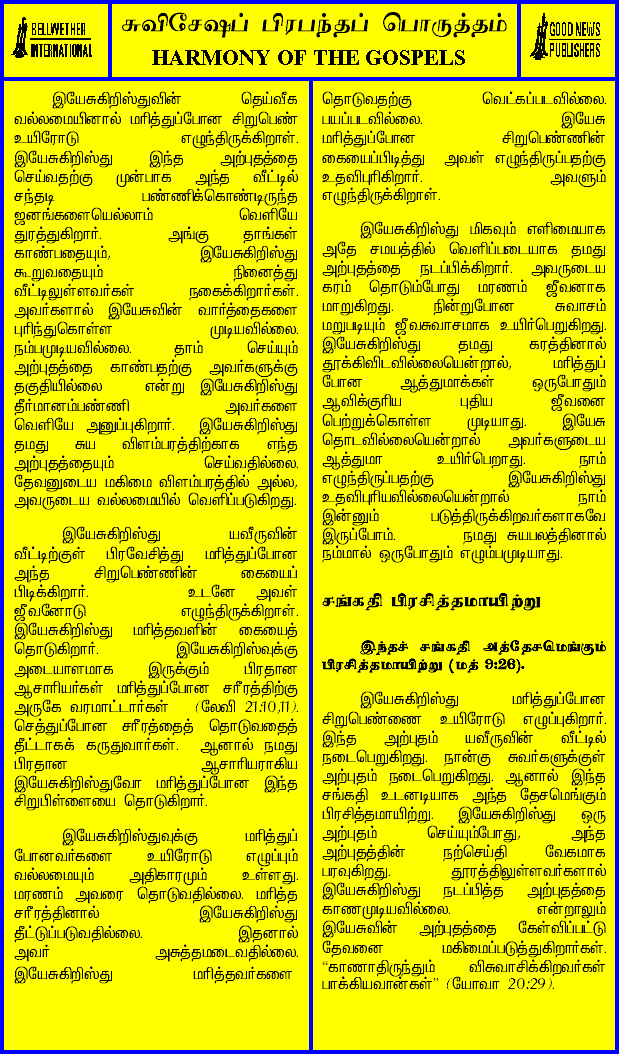 BELLWETHER
INTERNATIONAL
சுவிசேஷப் பிரபந்தப் பொருத்தம்
HARMONY OF THE GOSPELS
GOOD NEWS
PUBLISHERS
இயேசுகிறிஸ்துவின் தெய்வீக
வல்லமையினால் மரித்துப்போன சிறுபெண்
உயிரோடு எழுந்திருக்கிறாள்.
இயேசுகிறிஸ்து இந்த அற்புதத்தை
செய்வதற்கு முன்பாக அந்த வீட்டில்
சந்தடி பண்ணிக்கொண்டிருந்த
ஜனங்களையெல்லாம் வெளியே
துரத்துகிறார். அங்கு தாங்கள்
காண்பதையும், இயேசுகிறிஸ்து
கூறுவதையும் நினைத்து
வீட்டிலுள்ளவர்கள் நகைக்கிறார்கள்.
அவர்களால் இயேசுவின் வார்த்தைகளை
புரிந்துகொள்ள முடியவில்லை.
நம்பமுடியவில்லை. தாம் செய்யும்
அற்புதத்தை காண்பதற்கு அவர்களுக்கு
தகுதியில்லை என்று இயேசுகிறிஸ்து
தீர்மானம்பண்ணி அவர்களை
வெளியே அனுப்புகிறார். இயேசுகிறிஸ்து
தமது சுய விளம்பரத்திற்காக எந்த
அற்புதத்தையும் செய்வதில்லை.
தேவனுடைய மகிமை விளம்பரத்தில் அல்ல,
அவருடைய வல்லமையில் வெளிப்படுகிறது.
இயேசுகிறிஸ்து யவீருவின்
வீட்டிற்குள் பிரவேசித்து மரித்துப்போன
அந்த சிறுபெண்ணின் கையைப்
பிடிக்கிறார். உடனே அவள்
ஜீவனோடு எழுந்திருக்கிறாள்.
இயேசுகிறிஸ்து மரித்தவளின் கையைத்
தொடுகிறார். இயேசுகிறிஸ்வுக்கு
அடையாளமாக இருக்கும் பிரதான
ஆசாரியர்கள் மரித்துப்போன சரீரத்திற்கு
அருகே வரமாட்டார்கள் (லேவி 21:10,11).
செத்துப்போன சரீரத்தைத் தொடுவதைத்
தீட்டாகக் கருதுவார்கள். ஆனால் நமது
பிரதான ஆசாரியராகிய
இயேசுகிறிஸ்துவோ மரித்துப்போன இந்த
சிறுபிள்ளையை தொடுகிறார்.
இயேசுகிறிஸ்துவுக்கு மரித்துப்
போனவர்களை உயிரோடு எழுப்பும்
வல்லமையும் அதிகாரமும் உள்ளது.
மரணம் அவரை தொடுவதில்லை. மரித்த
சரீரத்தினால் இயேசுகிறிஸ்து
தீட்டுப்படுவதில்லை. இதனால்
அவர் அசுத்தமடைவதில்லை.
இயேசுகிறிஸ்து மரித்தவர்களை
தொடுவதற்கு வெட்கப்படவில்லை.
பயப்படவில்லை. இயேசு
மரித்துப்போன சிறுபெண்ணின்
கையைப்பிடித்து அவள் எழுந்திருப்பதற்கு
உதவிபுரிகிறார். அவளும்
எழுந்திருக்கிறாள்.
இயேசுகிறிஸ்து மிகவும் எளிமையாக
அதே சமயத்தில் வெளிப்படையாக தமது
அற்புதத்தை நடப்பிக்கிறார். அவருடைய
கரம் தொடும்போது மரணம் ஜீவனாக
மாறுகிறது. நின்றுபோன சுவாசம்
மறுபடியும் ஜீவசுவாசமாக உயிர்பெறுகிறது.
இயேசுகிறிஸ்து தமது கரத்தினால்
தூக்கிவிடவில்லையென்றால், மரித்துப்
போன ஆத்துமாக்கள் ஒருபோதும்
ஆவிக்குரிய புதிய ஜீவனை
பெற்றுக்கொள்ள முடியாது. இயேசு
தொடவில்லையென்றால் அவர்களுடைய
ஆத்துமா உயிர்பெறாது. நாம்
எழுந்திருப்பதற்கு இயேசுகிறிஸ்து
உதவிபுரியவில்லையென்றால் நாம்
இன்னும் படுத்திருக்கிறவர்களாகவே
இருப்போம். நமது சுயபலத்தினால்
நம்மால் ஒருபோதும் எழும்பமுடியாது.
சங்கதி பிரசித்தமாயிற்று
இந்தச் சங்கதி அத்தேசமெங்கும்
பிரசித்தமாயிற்று (மத் 9:26).
இயேசுகிறிஸ்து மரித்துப்போன
சிறுபெண்ணை உயிரோடு எழுப்புகிறார்.
இந்த அற்புதம் யவீருவின் வீட்டில்
நடைபெறுகிறது. நான்கு சுவர்களுக்குள்
அற்புதம் நடைபெறுகிறது. ஆனால் இந்த
சங்கதி உடனடியாக அந்த தேசமெங்கும்
பிரசித்தமாயிற்று. இயேசுகிறிஸ்து ஒரு
அற்புதம் செய்யும்போது, அந்த
அற்புதத்தின் நற்செய்தி வேகமாக
பரவுகிறது. தூரத்திலுள்ளவர்களால்
இயேசுகிறிஸ்து நடப்பித்த அற்புதத்தை
காணமுடியவில்லை. என்றாலும்
இயேசுவின் அற்புதத்தை கேள்விப்பட்டு
தேவனை மகிமைப்படுத்துகிறார்கள்.
“காணாதிருந்தும் விசுவாசிக்கிறவர்கள்
பாக்கியவான்கள்” (யோவா 20:29).